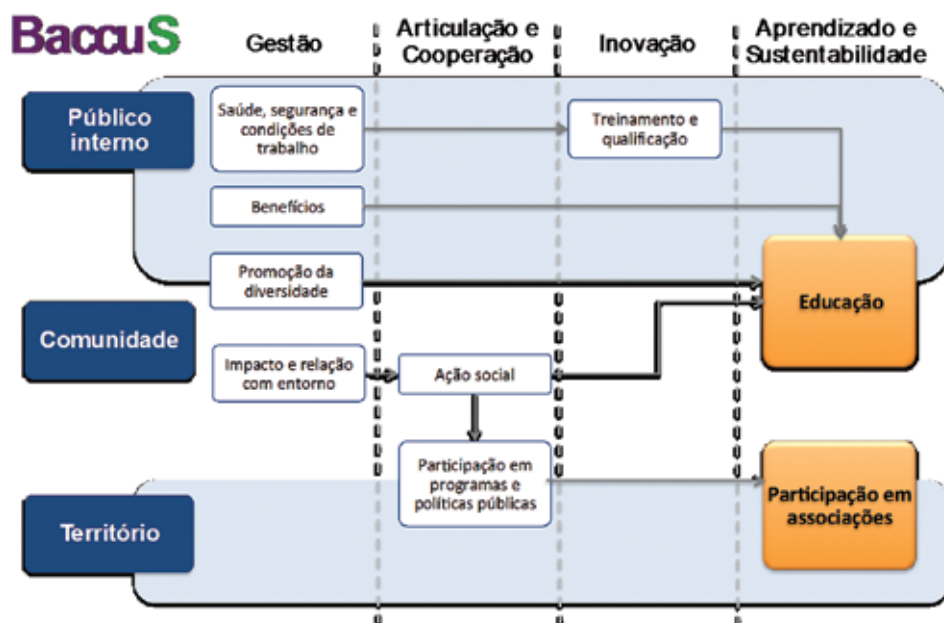 BaccuS
Gestão
Articulação e
Cooperação
Inovação
Aprendizado e
Sustentabilidade
Público
interno
Saúde, segurança e
condições de
trabalho
Treinamento e
qualificação
Benefícios
Promoção da
diversidade
Educação
Comunidade
Impacto e relação
com entorno
Ação social
Participação em
programas e
políticas públicas
Participação em
associações
Território